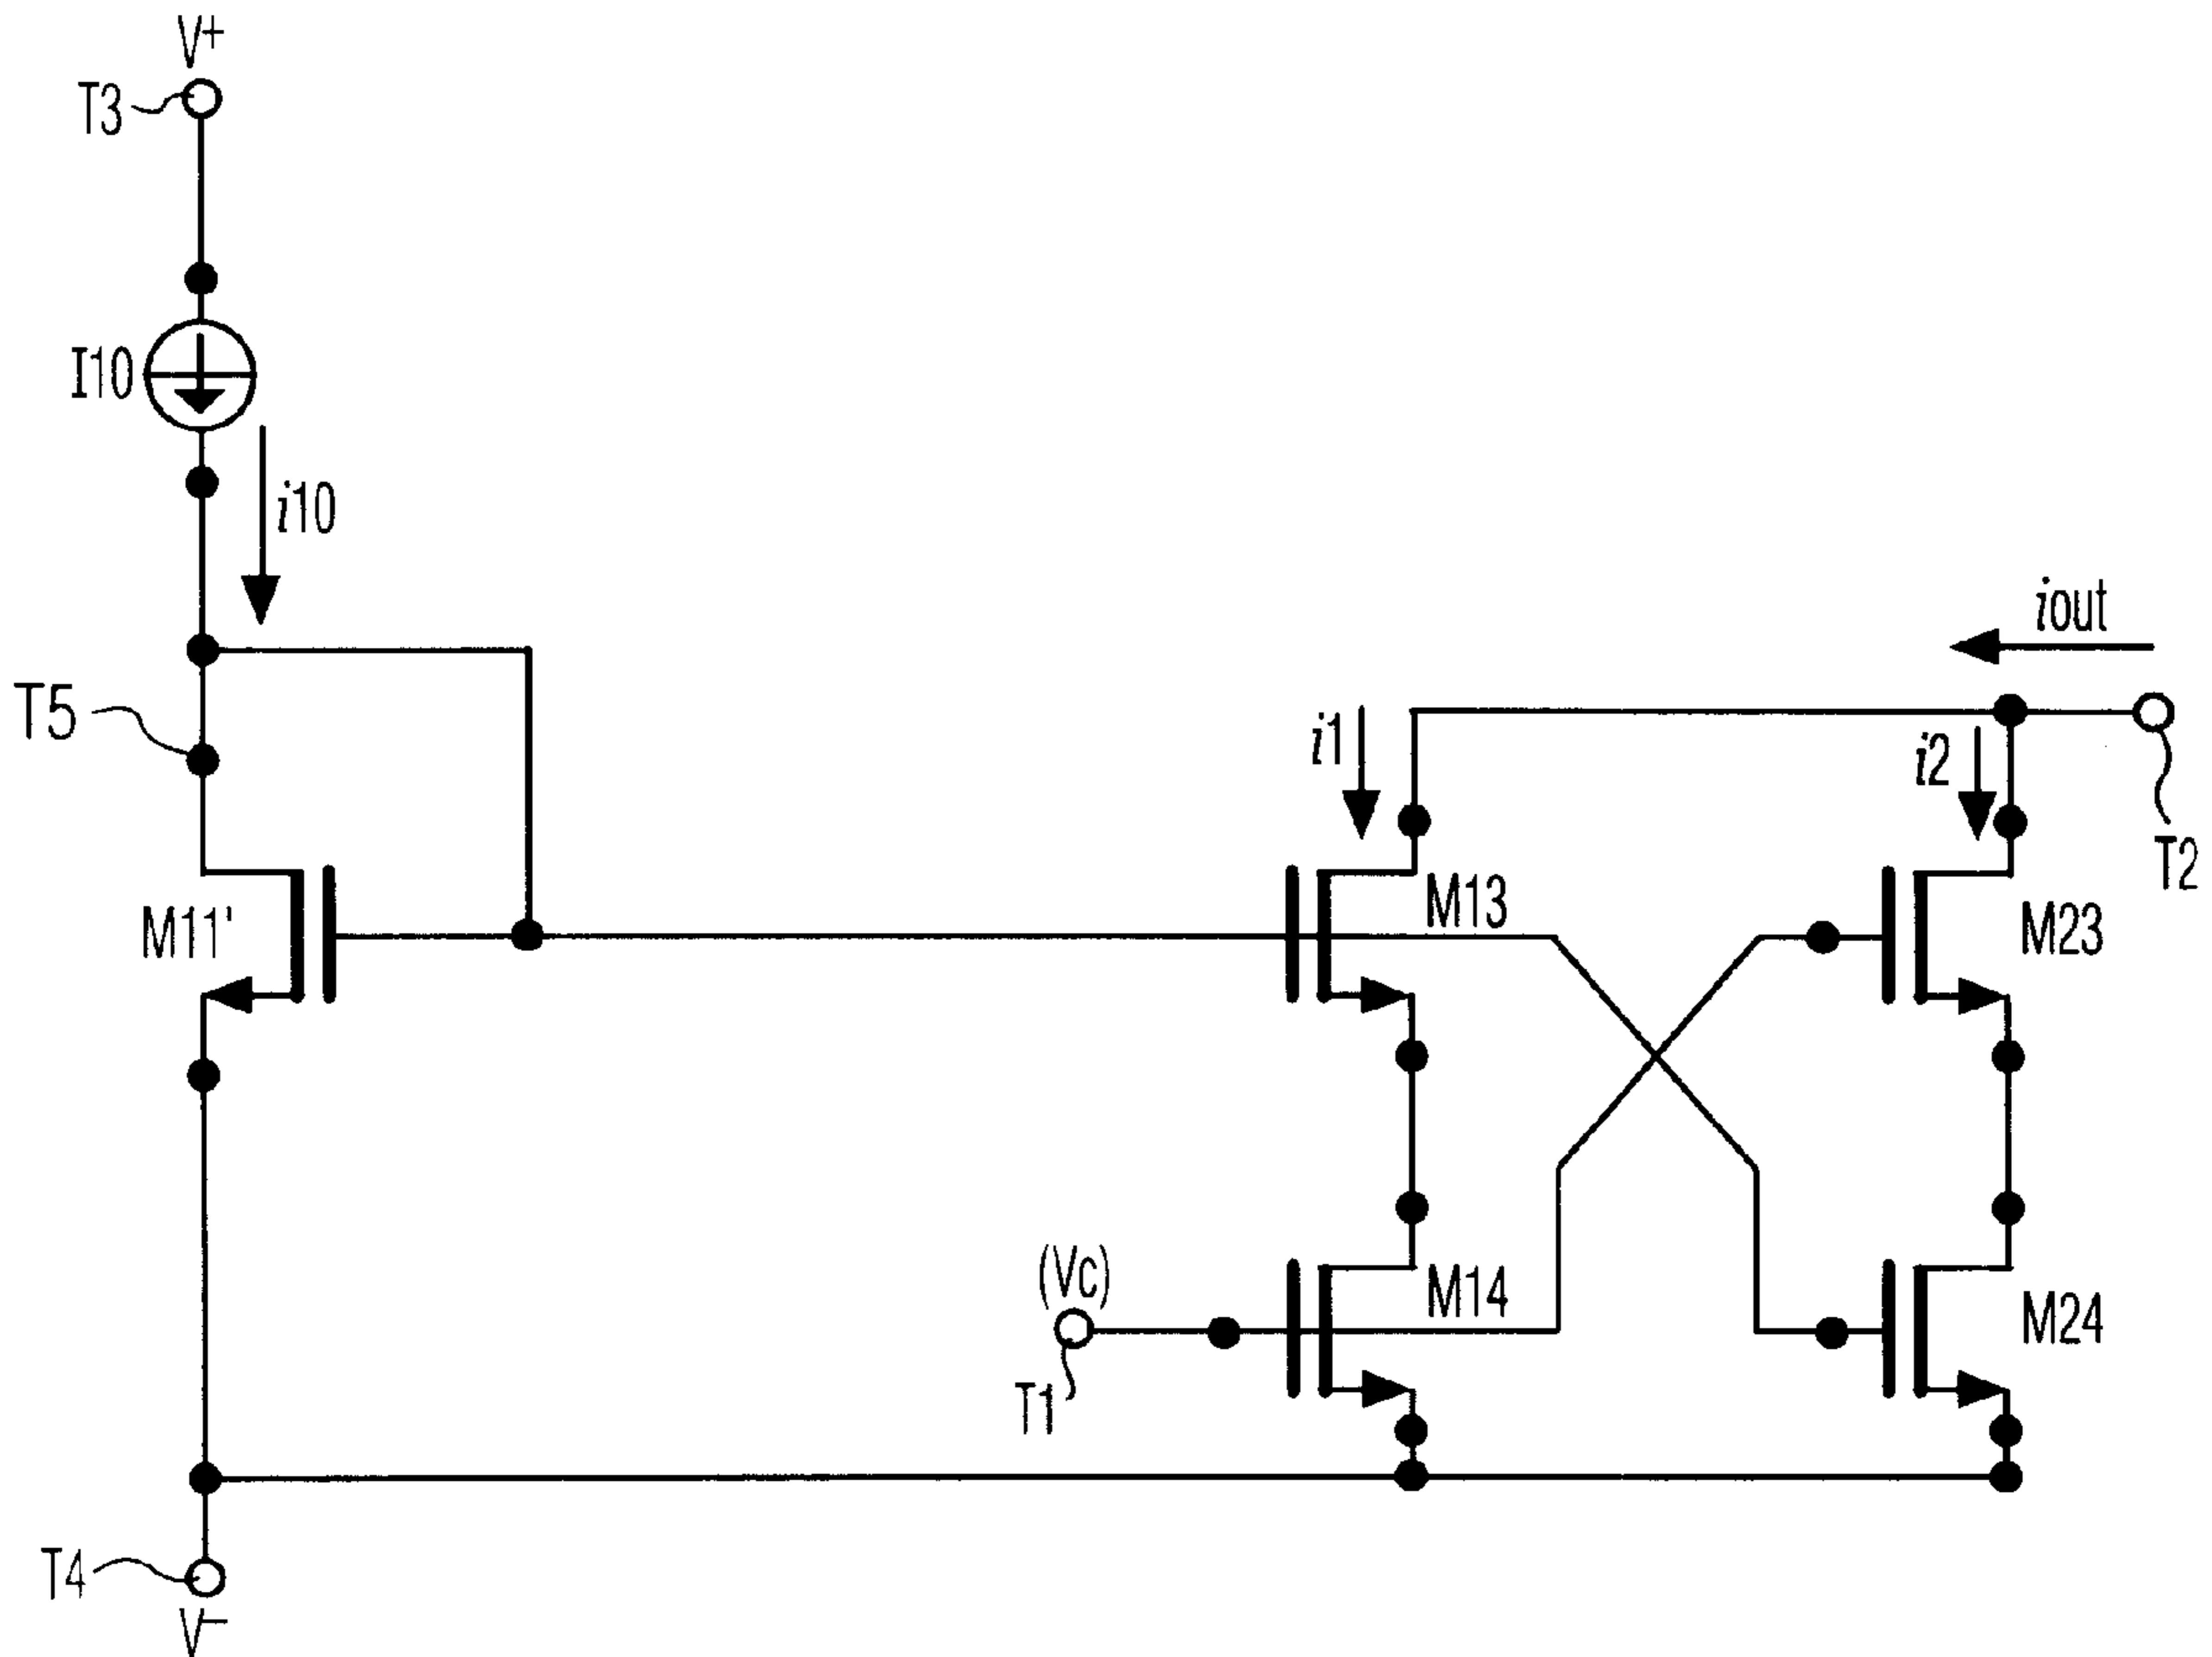 V+
T3
I10
i10
iout
T5
i1
i2
T2
M11'
M13
M23
(Vc)
M14
M24
T1
T4
V−